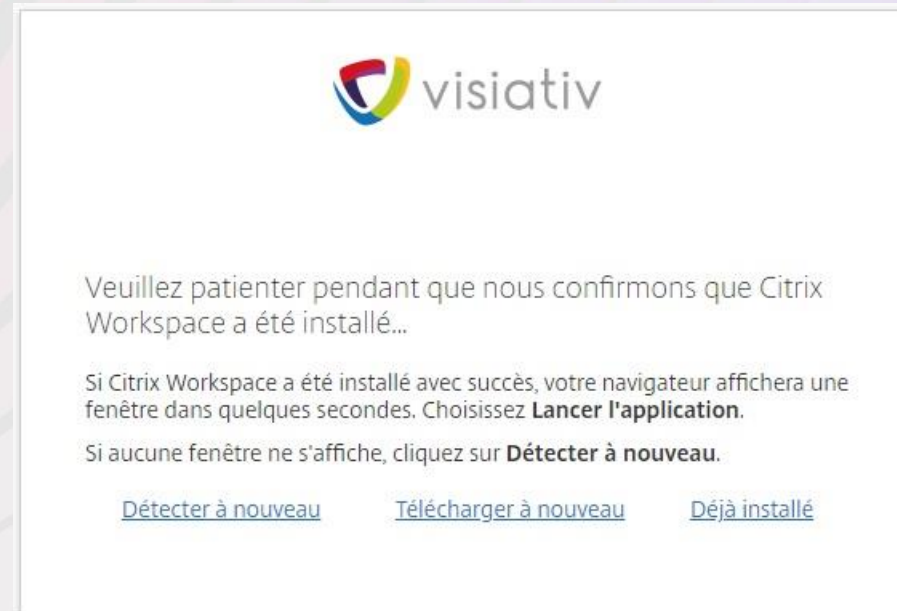 visiativ
Veuillez patienter pendant que nous confirmons que Citrix
Workspace a été installé...
Si Citrix Workspace a été installé avec succès, votre navigateur affichera une
fenêtre dans quelques secondes. Choisissez Lancer l'application.
Si aucune fenêtre ne s'affiche, cliquez sur Détecter à nouveau.
Détecter à nouveau Télécharger à nouveau Déjà installé